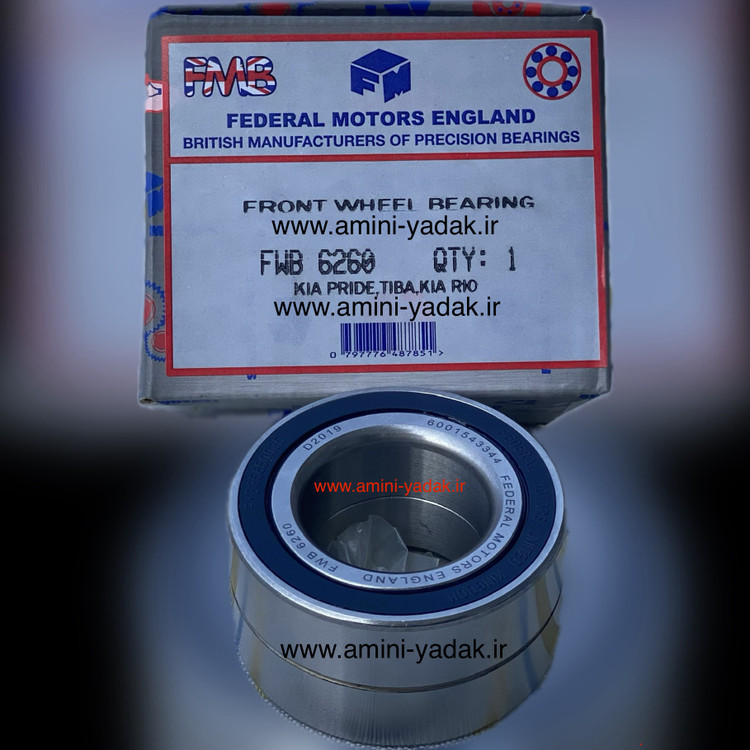 FMB
FM
FEDERAL MOTORS ENGLAND
BRITISH MANUFACTURERS OF PRECISION BEARINGS
FRONT WHEEL BEARING
www.amini-yadak.ir
FWB 6260 QTY: 1
KIA PRIDE,TIBA,KIA RIO
www.amini-yadak.ir
0 797776 487851 >
D2019 6001543344 FEDERAL MOTORS ENGLAND FWB 6260
www.amini-yadak.ir
www.amini-yadak.ir